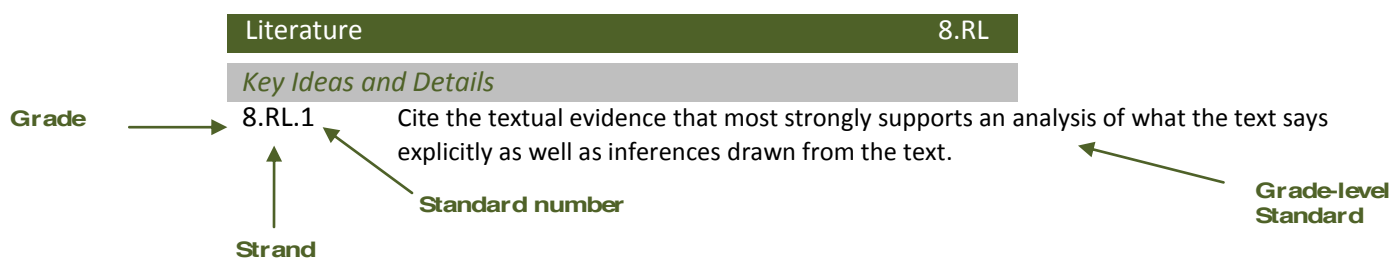 Literature 8.RL
Key Ideas and Details
Grade 8.RL.1 Cite the textual evidence that most strongly supports an analysis of what the text says
explicitly as well as inferences drawn from the text.
Standard number
Grade-level
Standard
Strand